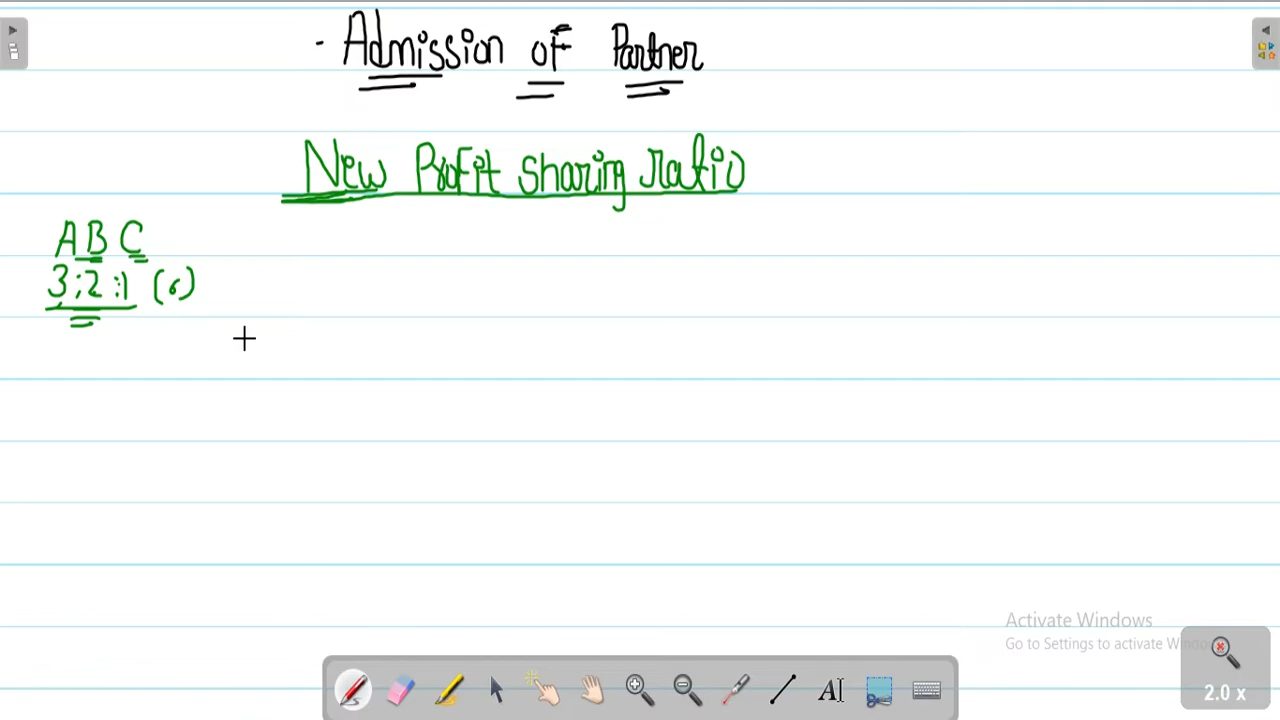 - Admission of Partner
New Profit sharing ratio
A B C
3:2:1 (6)
Activate Windows
Go to Settings to activate Windows.
AI
2.0 x